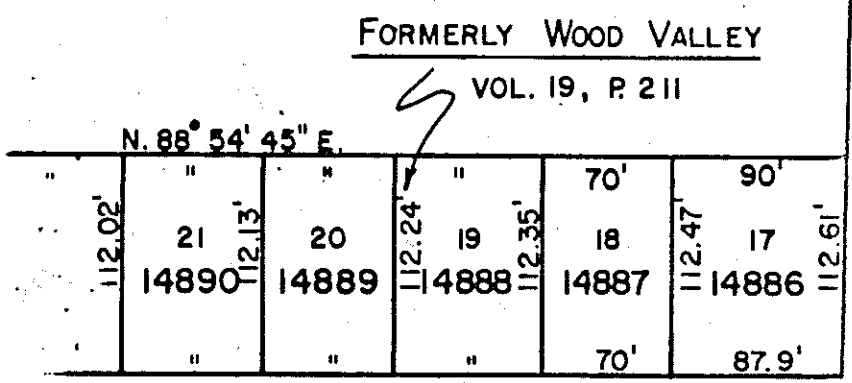 FORMERLY WOOD VALLEY
VOL. 19, P. 211
N. 88° 54' 45" E.
" " " " 70' 90'
112.02' 112.13' 112.24' 112.35' 112.47' 112.61'
21 20 19 18 17
14890 14889 14888 14887 14886
" " " 70' 87.9'